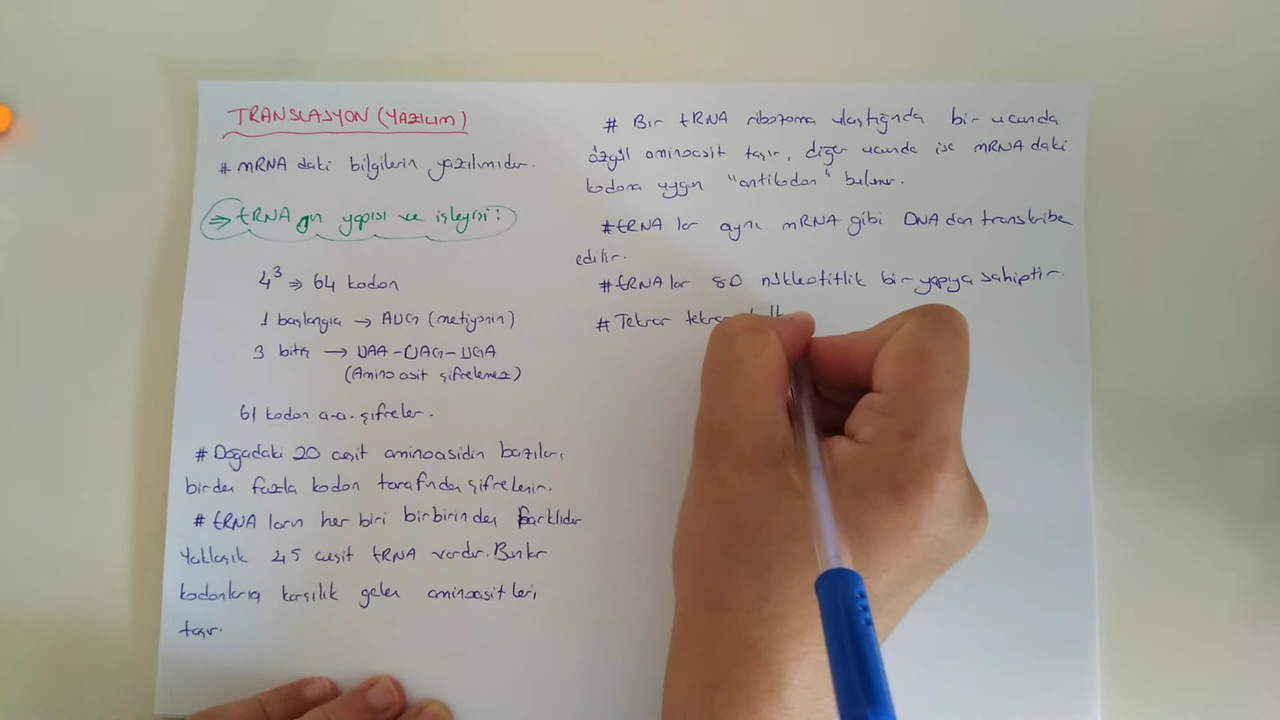 TRANSLASYON (YAZILIM)
# mRNA daki bilgilerin yazılımıdır.
⇒ tRNA nın yapısı ve işleyişi:
4³ ⇒ 64 kodon
1 başlangıç → AUG (metiyonin)
3 bitiş → UAA - UAG - UGA
(Amino asit şifrelemez)
61 kodon a.a. şifreler.
# Doğadaki 20 çeşit aminoasidin bazıları
birden fazla kodon tarafından şifrelenir.
# tRNA ların her biri birbirinden farklıdır
Yaklaşık 45 çeşit tRNA vardır. Bunlar
kodonlara karşılık gelen aminoasitleri
taşır.
# Bir tRNA ribozoma ulaştığında bir ucunda
özgül aminoasit taşır, diğer ucunda ise mRNA daki
kodona uygun "antikodon" bulunur.
# tRNA lar aynı mRNA gibi DNA dan transkribe
edilir.
# tRNA lar 80 nükleotitlik bir yapıya sahiptir.
# Tekrar tekrar